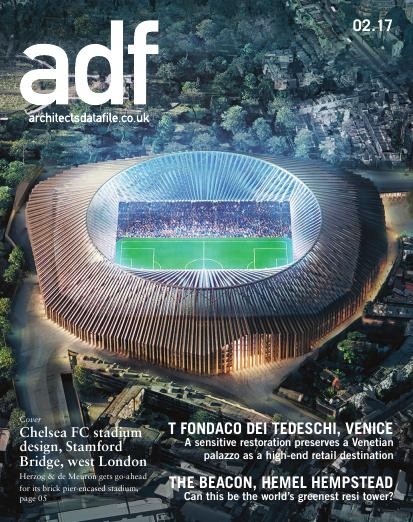 02.17
adf
architectsdatafile.co.uk
Cover
Chelsea FC stadium
design, Stamford
Bridge, west London
Herzog & de Meuron gets go-ahead
for its brick pier-encased stadium,
page 05
T FONDACO DEI TEDESCHI, VENICE
A sensitive restoration preserves a Venetian
palazzo as a high-end retail destination
THE BEACON, HEMEL HEMPSTEAD
Can this be the world's greenest resi tower?